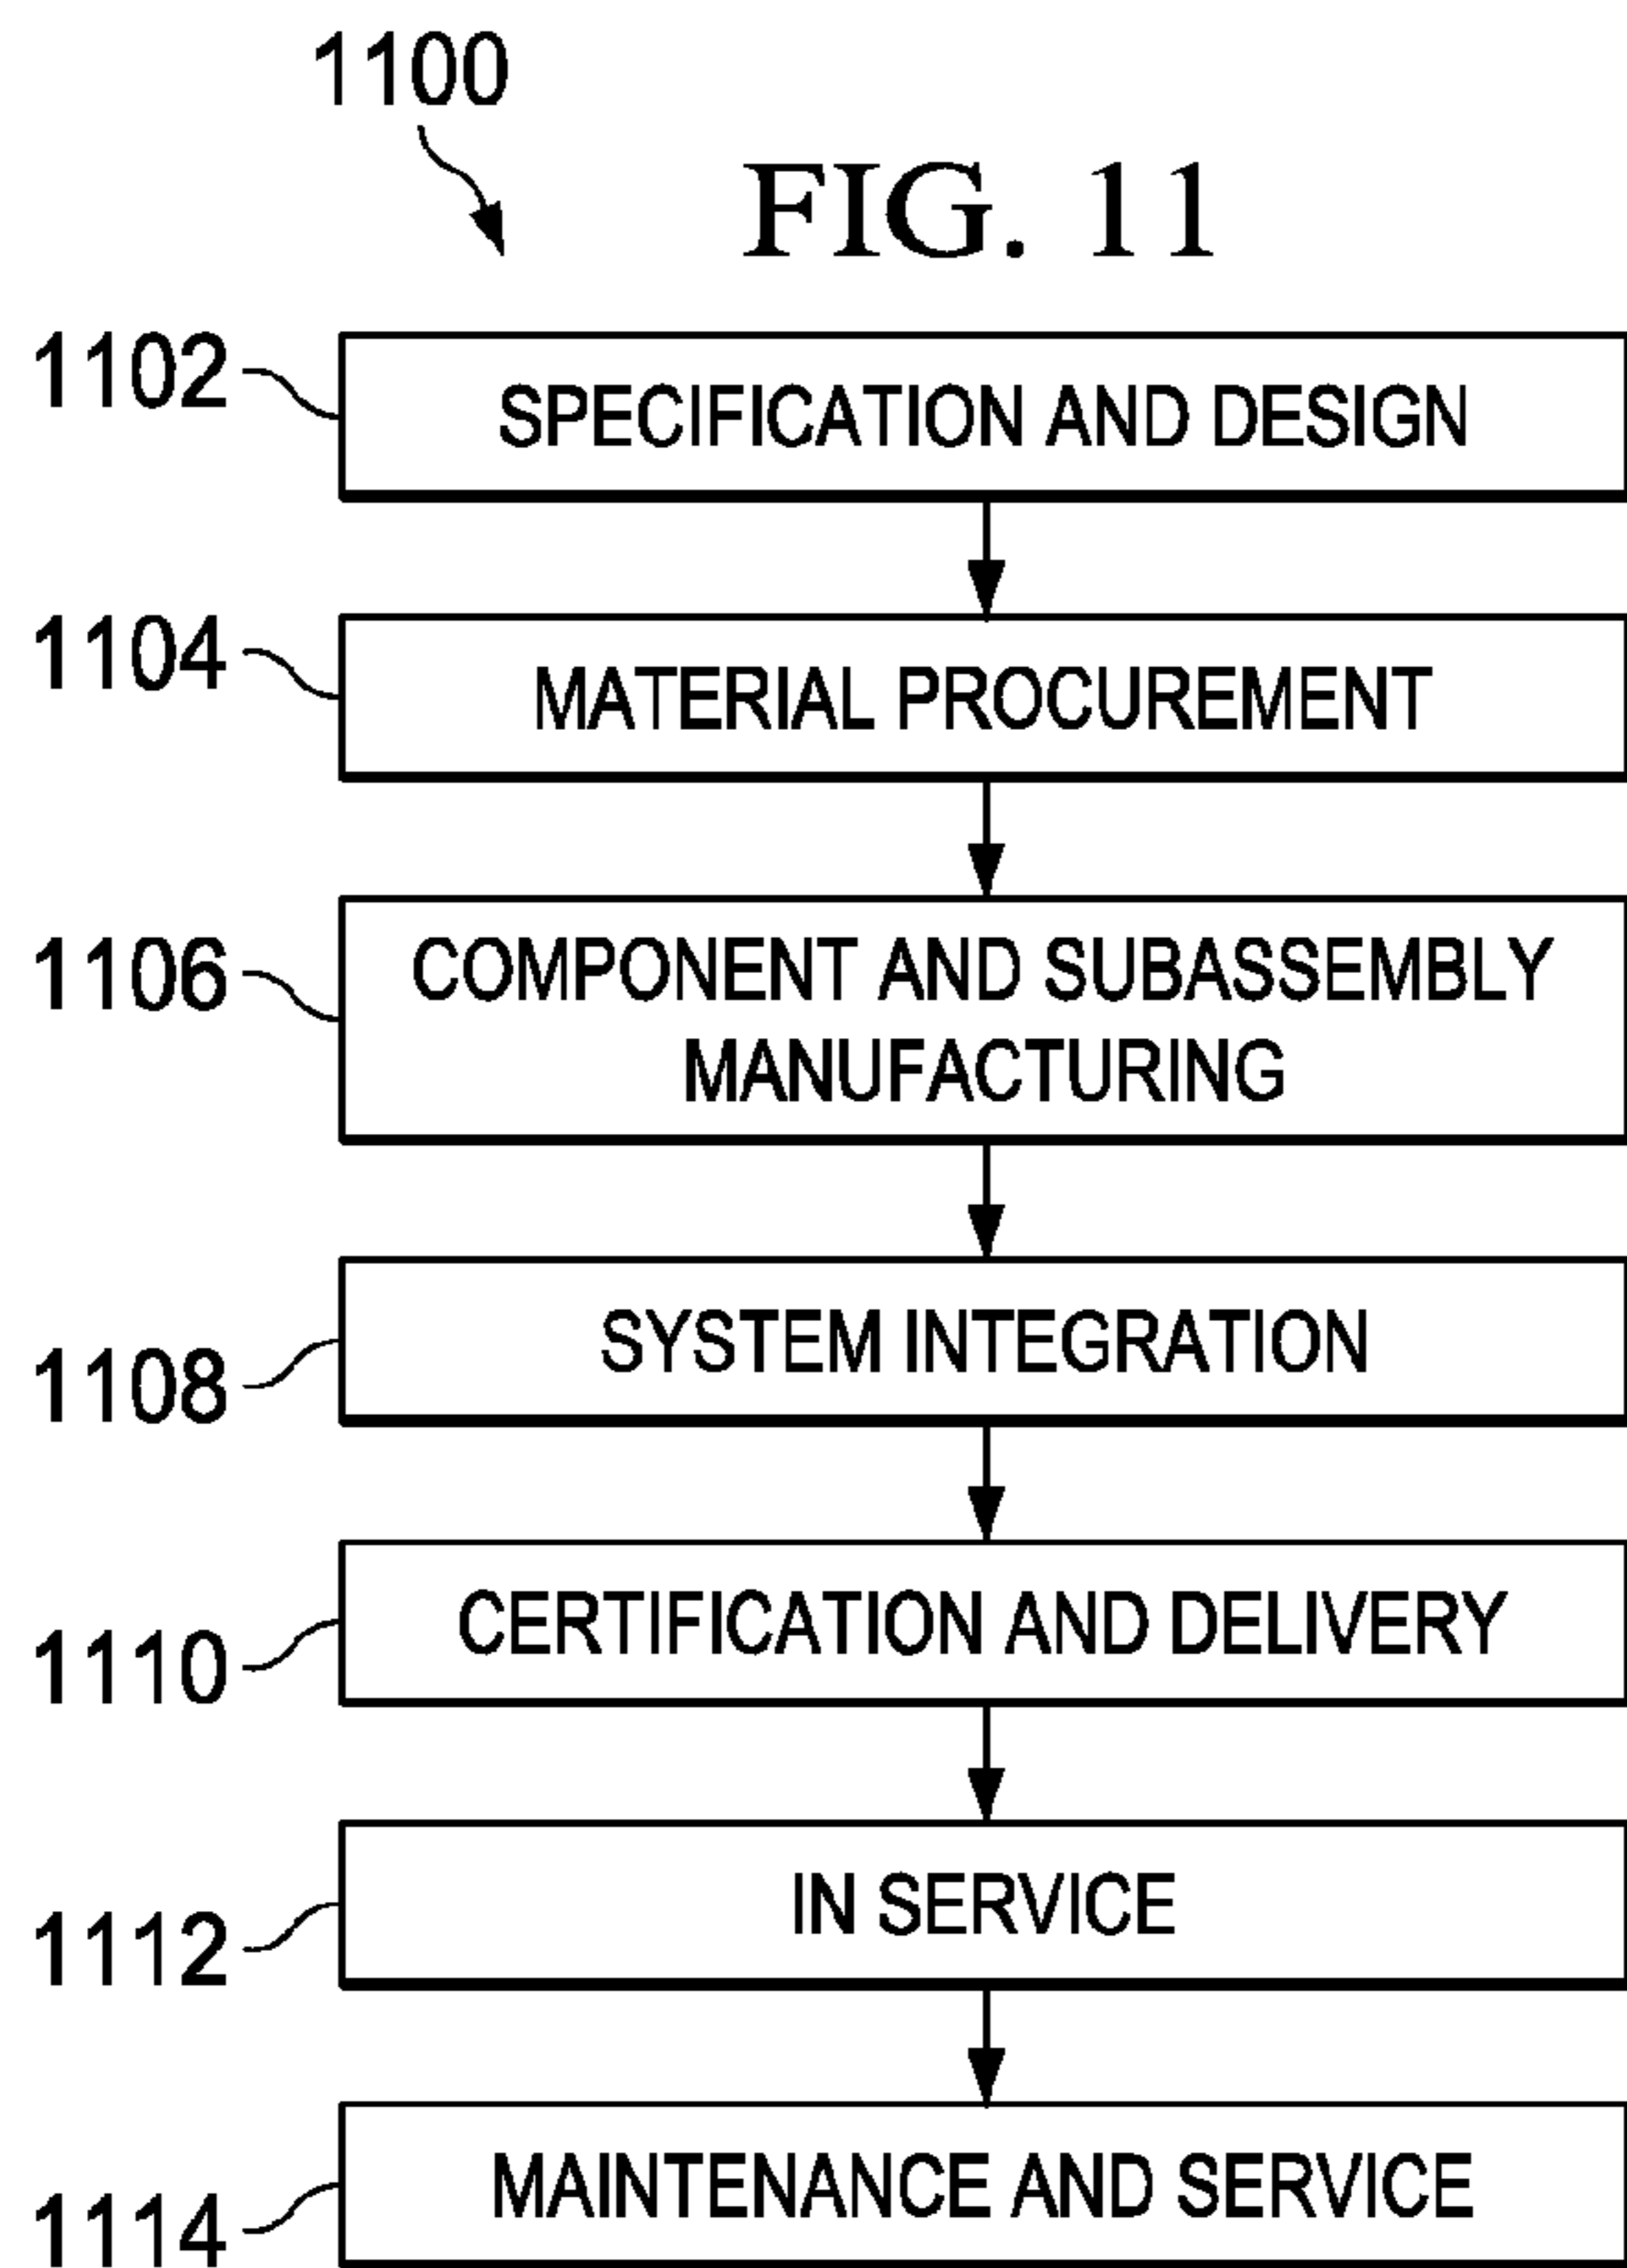 1100
FIG. 11
1102
SPECIFICATION AND DESIGN
1104
MATERIAL PROCUREMENT
1106
COMPONENT AND SUBASSEMBLY
MANUFACTURING
1108
SYSTEM INTEGRATION
1110
CERTIFICATION AND DELIVERY
1112
IN SERVICE
1114
MAINTENANCE AND SERVICE